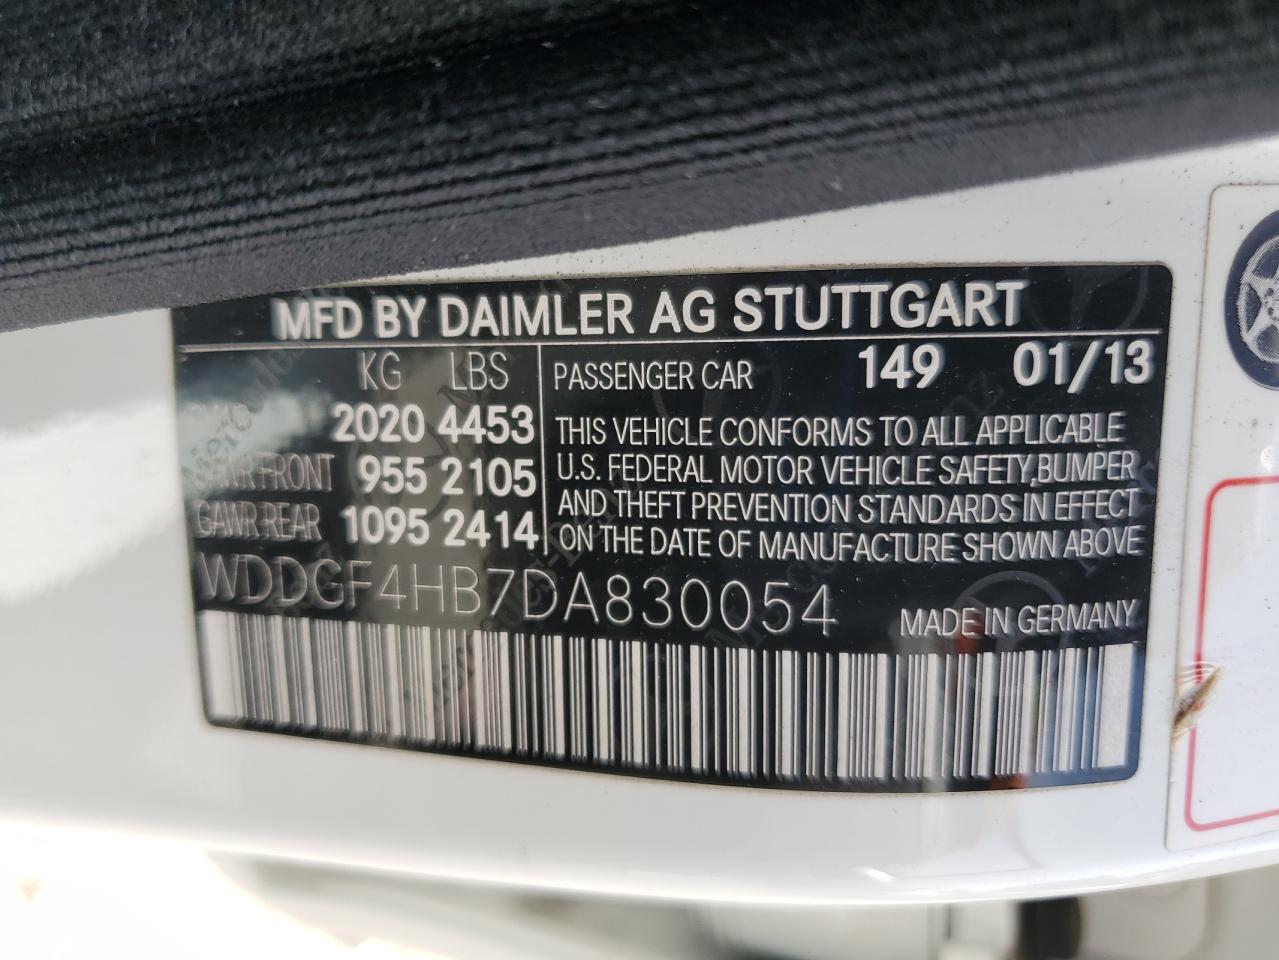 MFD BY DAIMLER AG STUTTGART
KG LBS
PASSENGER CAR 149 01/13
2020 4453
GAWR FRONT 955 2105
GAWR REAR 1095 2414
THIS VEHICLE CONFORMS TO ALL APPLICABLE
U.S. FEDERAL MOTOR VEHICLE SAFETY,BUMPER
AND THEFT PREVENTION STANDARDS IN EFFECT
ON THE DATE OF MANUFACTURE SHOWN ABOVE
WDDGF4HB7DA830054
MADE IN GERMANY